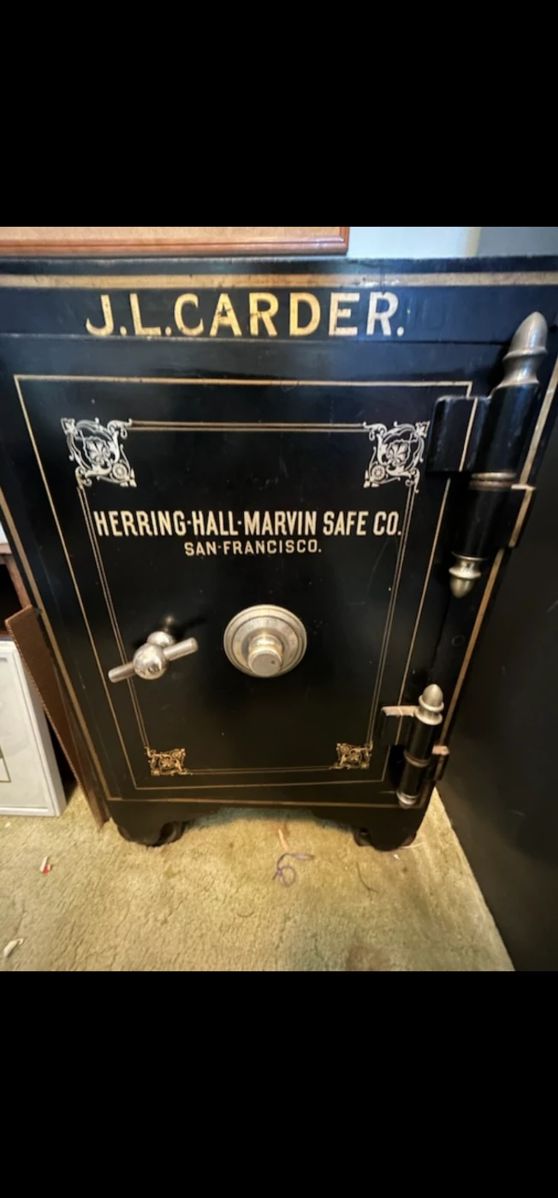 J.L.CARDER.
HERRING-HALL-MARVIN SAFE CO.
SAN-FRANCISCO.